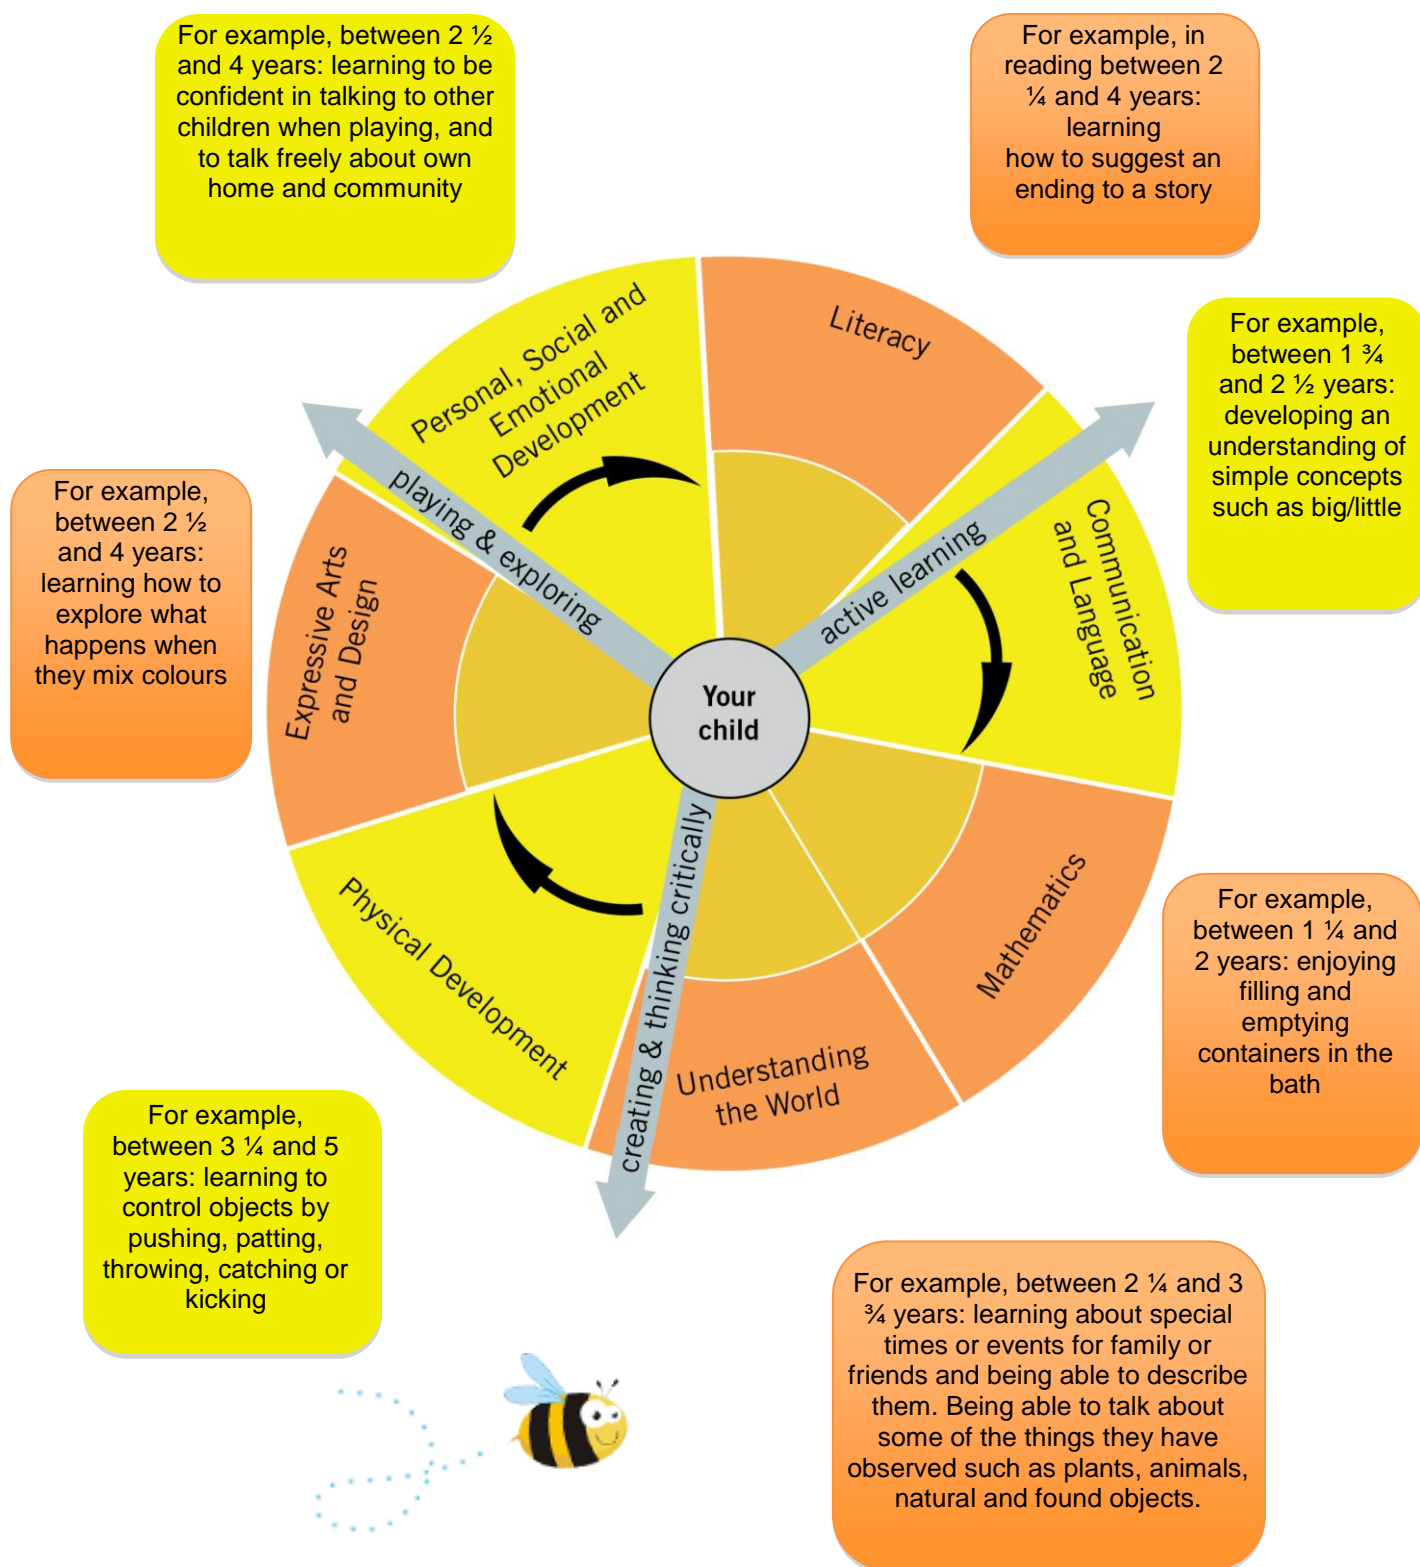 For example, between 2 ½
and 4 years: learning to be
confident in talking to other
children when playing, and
to talk freely about own
home and community
For example, in
reading between 2
¼ and 4 years:
learning
how to suggest an
ending to a story
For example,
between 1 ¾
and 2 ½ years:
developing an
understanding of
simple concepts
such as big/little
For example,
between 2 ½
and 4 years:
learning how to
explore what
happens when
they mix colours
Personal, Social and
Emotional
Development
Literacy
Communication
and Language
playing & exploring
active learning
Expressive Arts
and Design
Your
child
creating & thinking critically
Physical Development
Mathematics
Understanding
the World
For example,
between 1 ¼ and
2 years: enjoying
filling and
emptying
containers in the
bath
For example,
between 3 ¼ and 5
years: learning to
control objects by
pushing, patting,
throwing, catching or
kicking
For example, between 2 ¼ and 3
¾ years: learning about special
times or events for family or
friends and being able to describe
them. Being able to talk about
some of the things they have
observed such as plants, animals,
natural and found objects.